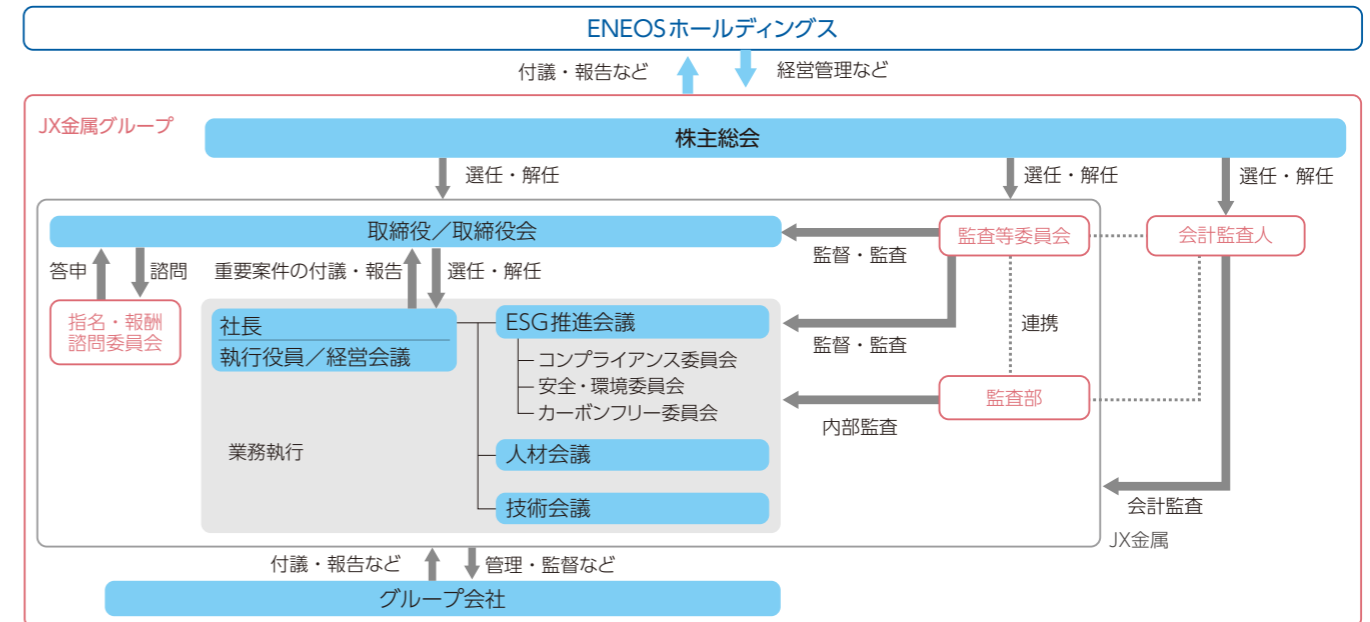 ENEOSホールディングス
付議・報告など
経営管理など
JX金属グループ
株主総会
選任・解任
選任・解任
選任・解任
取締役／取締役会
監査等委員会
会計監査人
監督・監査
答申
諮問
重要案件の付議・報告
選任・解任
指名・報酬
諮問委員会
社長
執行役員／経営会議
ESG推進会議
コンプライアンス委員会
安全・環境委員会
カーボンフリー委員会
監督・監査
連携
監査部
内部監査
業務執行
人材会議
技術会議
会計監査
JX金属
付議・報告など
管理・監督など
グループ会社